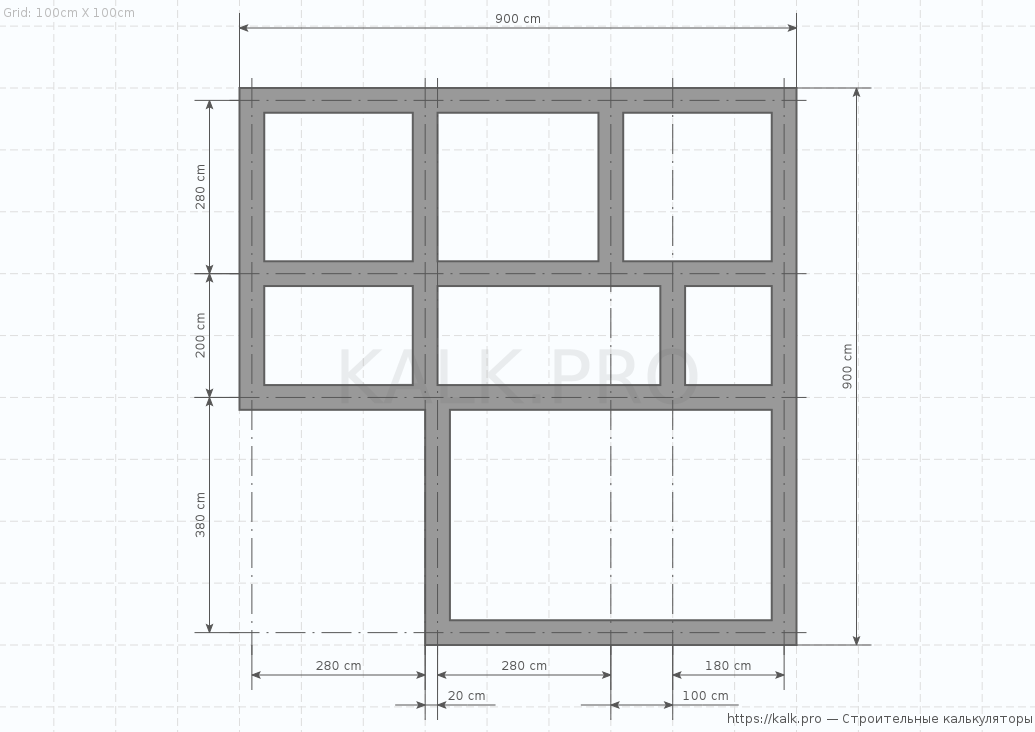 Grid: 100cm X 100cm
900 cm
280 cm
200 cm
900 cm
KALK.PRO
380 cm
280 cm
280 cm
180 cm
20 cm
100 cm
https://kalk.pro — Строительные калькуляторы